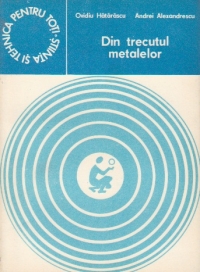 ȘTIINȚA ȘI TEHNICA PENTRU TOȚI
Ovidiu Hătărăscu Andrei Alexandrescu
Din trecutul
metalelor